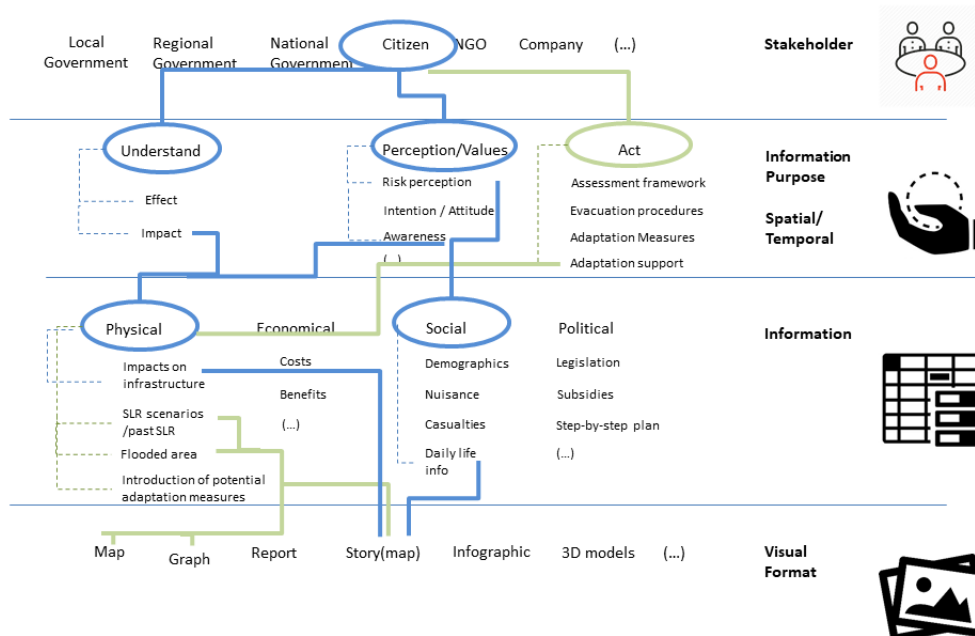 Local Government
Regional Government
National Government
Citizen
NGO
Company
(...)
Stakeholder
Understand
Effect
Impact
Perception/Values
Risk perception
Intention / Attitude
Awareness
(...)
Act
Assessment framework
Evacuation procedures
Adaptation Measures
Adaptation support
Information
Purpose
Spatial/
Temporal
Physical
Impacts on
infrastructure
SLR scenarios
/past SLR
Flooded area
Introduction of potential
adaptation measures
Economical
Costs
Benefits
(...)
Social
Demographics
Nuisance
Casualties
Daily life
info
Political
Legislation
Subsidies
Step-by-step plan
(...)
Information
Map
Graph
Report
Story(map)
Infographic
3D models
(...)
Visual
Format